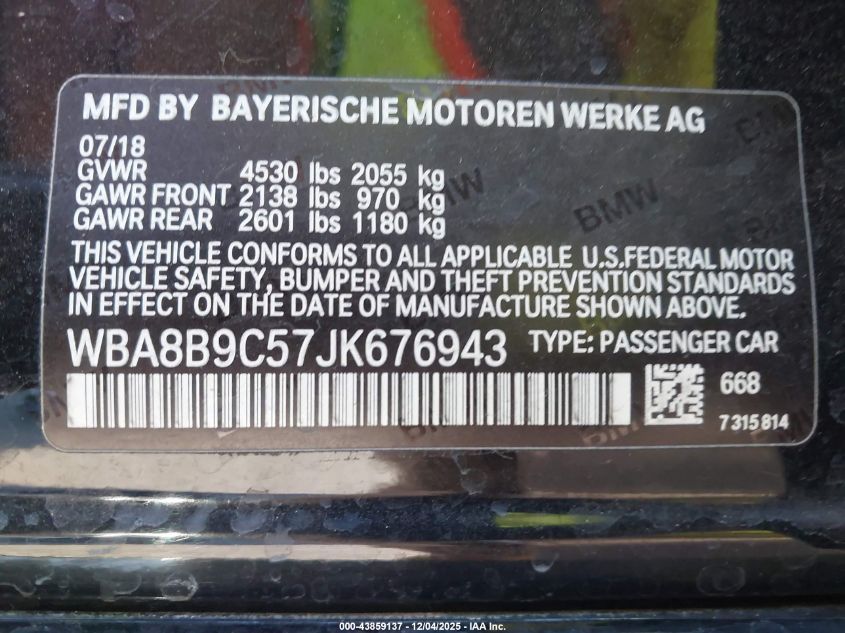 MFD BY BAYERISCHE MOTOREN WERKE AG
07/18
GVWR 4530 lbs 2055 kg
GAWR FRONT 2138 lbs 970 kg
GAWR REAR 2601 lbs 1180 kg
THIS VEHICLE CONFORMS TO ALL APPLICABLE U.S.FEDERAL MOTOR
VEHICLE SAFETY, BUMPER AND THEFT PREVENTION STANDARDS
IN EFFECT ON THE DATE OF MANUFACTURE SHOWN ABOVE.
WBA8B9C57JK676943 TYPE: PASSENGER CAR
668
7 315 814
BMW
BMW
000-43859137 - 12/04/2025 - IAA Inc.